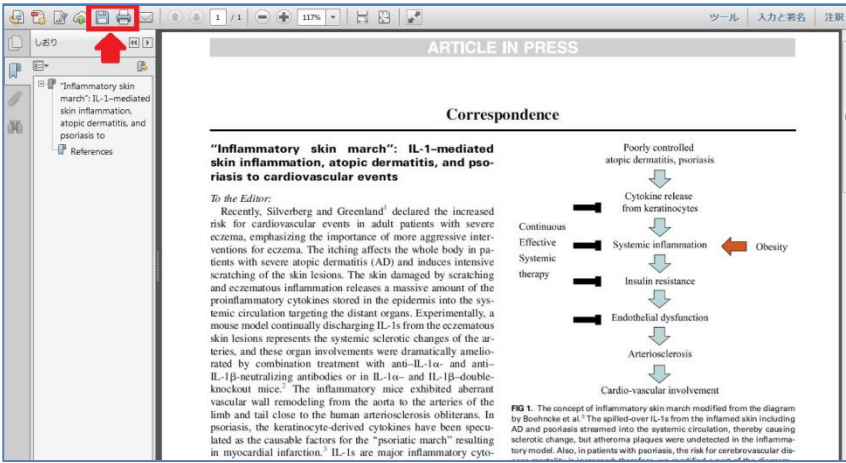 1 / 1
117%
ツール
入力と署名
注釈
しおり
"Inflammatory skin
march": IL-1–mediated
skin inflammation,
atopic dermatitis, and
psoriasis to
References
ARTICLE IN PRESS
Correspondence
"Inflammatory skin march": IL-1–mediated
skin inflammation, atopic dermatitis, and pso-
riasis to cardiovascular events
To the Editor:
Recently, Silverberg and Greenland1 declared the increased
risk for cardiovascular events in adult patients with severe
eczema, emphasizing the importance of more aggressive inter-
ventions for eczema. The itching affects the whole body in pa-
tients with severe atopic dermatitis (AD) and induces intensive
scratching of the skin lesions. The skin damaged by scratching
and eczematous inflammation releases a massive amount of the
proinflammatory cytokines stored in the epidermis into the sys-
temic circulation targeting the distant organs. Experimentally, a
mouse model continually discharging IL-1s from the eczematous
skin lesions represents the systemic sclerotic changes of the ar-
teries, and these organ involvements were dramatically amelio-
rated by combination treatment with anti–IL-1α- and anti–
IL-1β-neutralizing antibodies or in IL-1α– and IL-1β–double-
knockout mice.2 The inflammatory mice exhibited aberrant
vascular wall remodeling from the aorta to the arteries of the
limb and tail close to the human arteriosclerosis obliterans. In
psoriasis, the keratinocyte-derived cytokines have been specu-
lated as the causable factors for the "psoriatic march" resulting
in myocardial infarction.3 IL-1s are major inflammatory cyto-
Poorly controlled
atopic dermatitis, psoriasis
Cytokine release
from keratinocytes
Continuous
Effective
Systemic
therapy
Systemic inflammation
Obesity
Insulin resistance
Endothelial dysfunction
Arteriosclerosis
Cardio-vascular involvement
FIG 1. The concept of inflammatory skin march modified from the diagram
by Boehncke et al.3 The spilled-over IL-1s from the inflamed skin including
AD and psoriasis streamed into the systemic circulation, thereby causing
sclerotic change, but atheroma plaques were undetected in the inflamma-
tory model. Also, in patients with psoriasis, the risk for cerebrovascular dis-